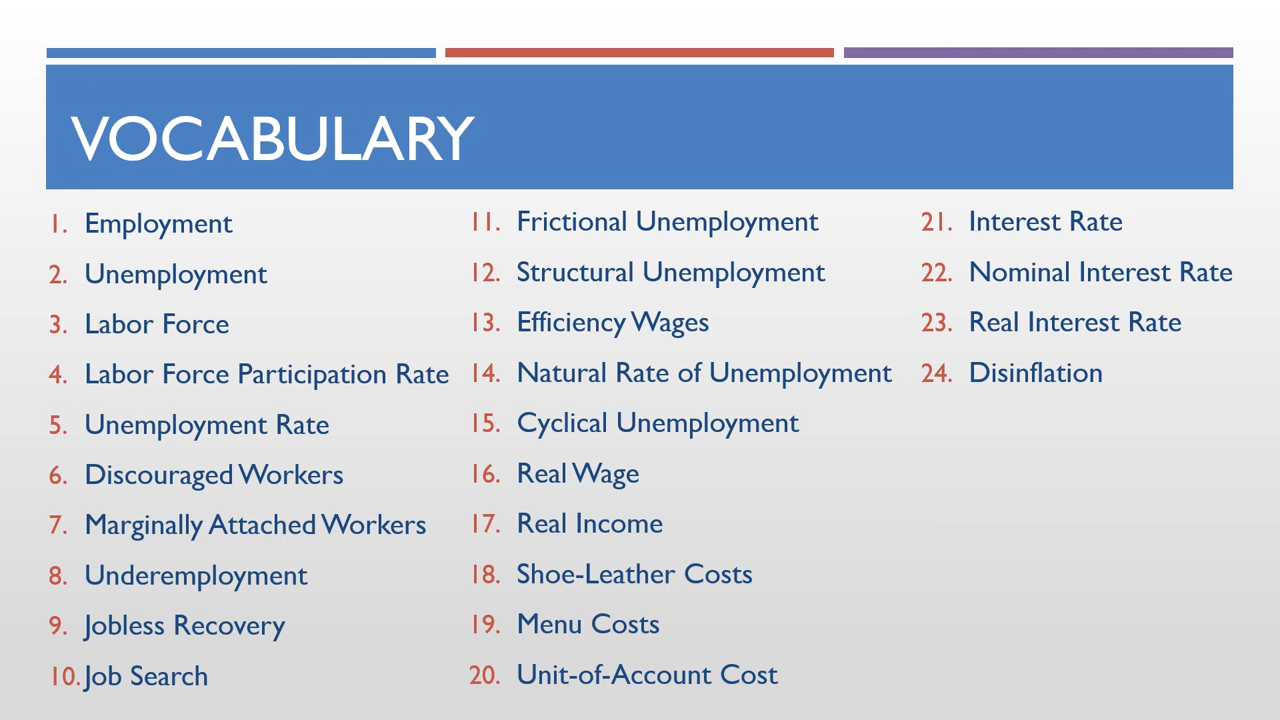 VOCABULARY
1. Employment
2. Unemployment
3. Labor Force
4. Labor Force Participation Rate
5. Unemployment Rate
6. Discouraged Workers
7. Marginally Attached Workers
8. Underemployment
9. Jobless Recovery
10. Job Search
11. Frictional Unemployment
12. Structural Unemployment
13. Efficiency Wages
14. Natural Rate of Unemployment
15. Cyclical Unemployment
16. Real Wage
17. Real Income
18. Shoe-Leather Costs
19. Menu Costs
20. Unit-of-Account Cost
21. Interest Rate
22. Nominal Interest Rate
23. Real Interest Rate
24. Disinflation